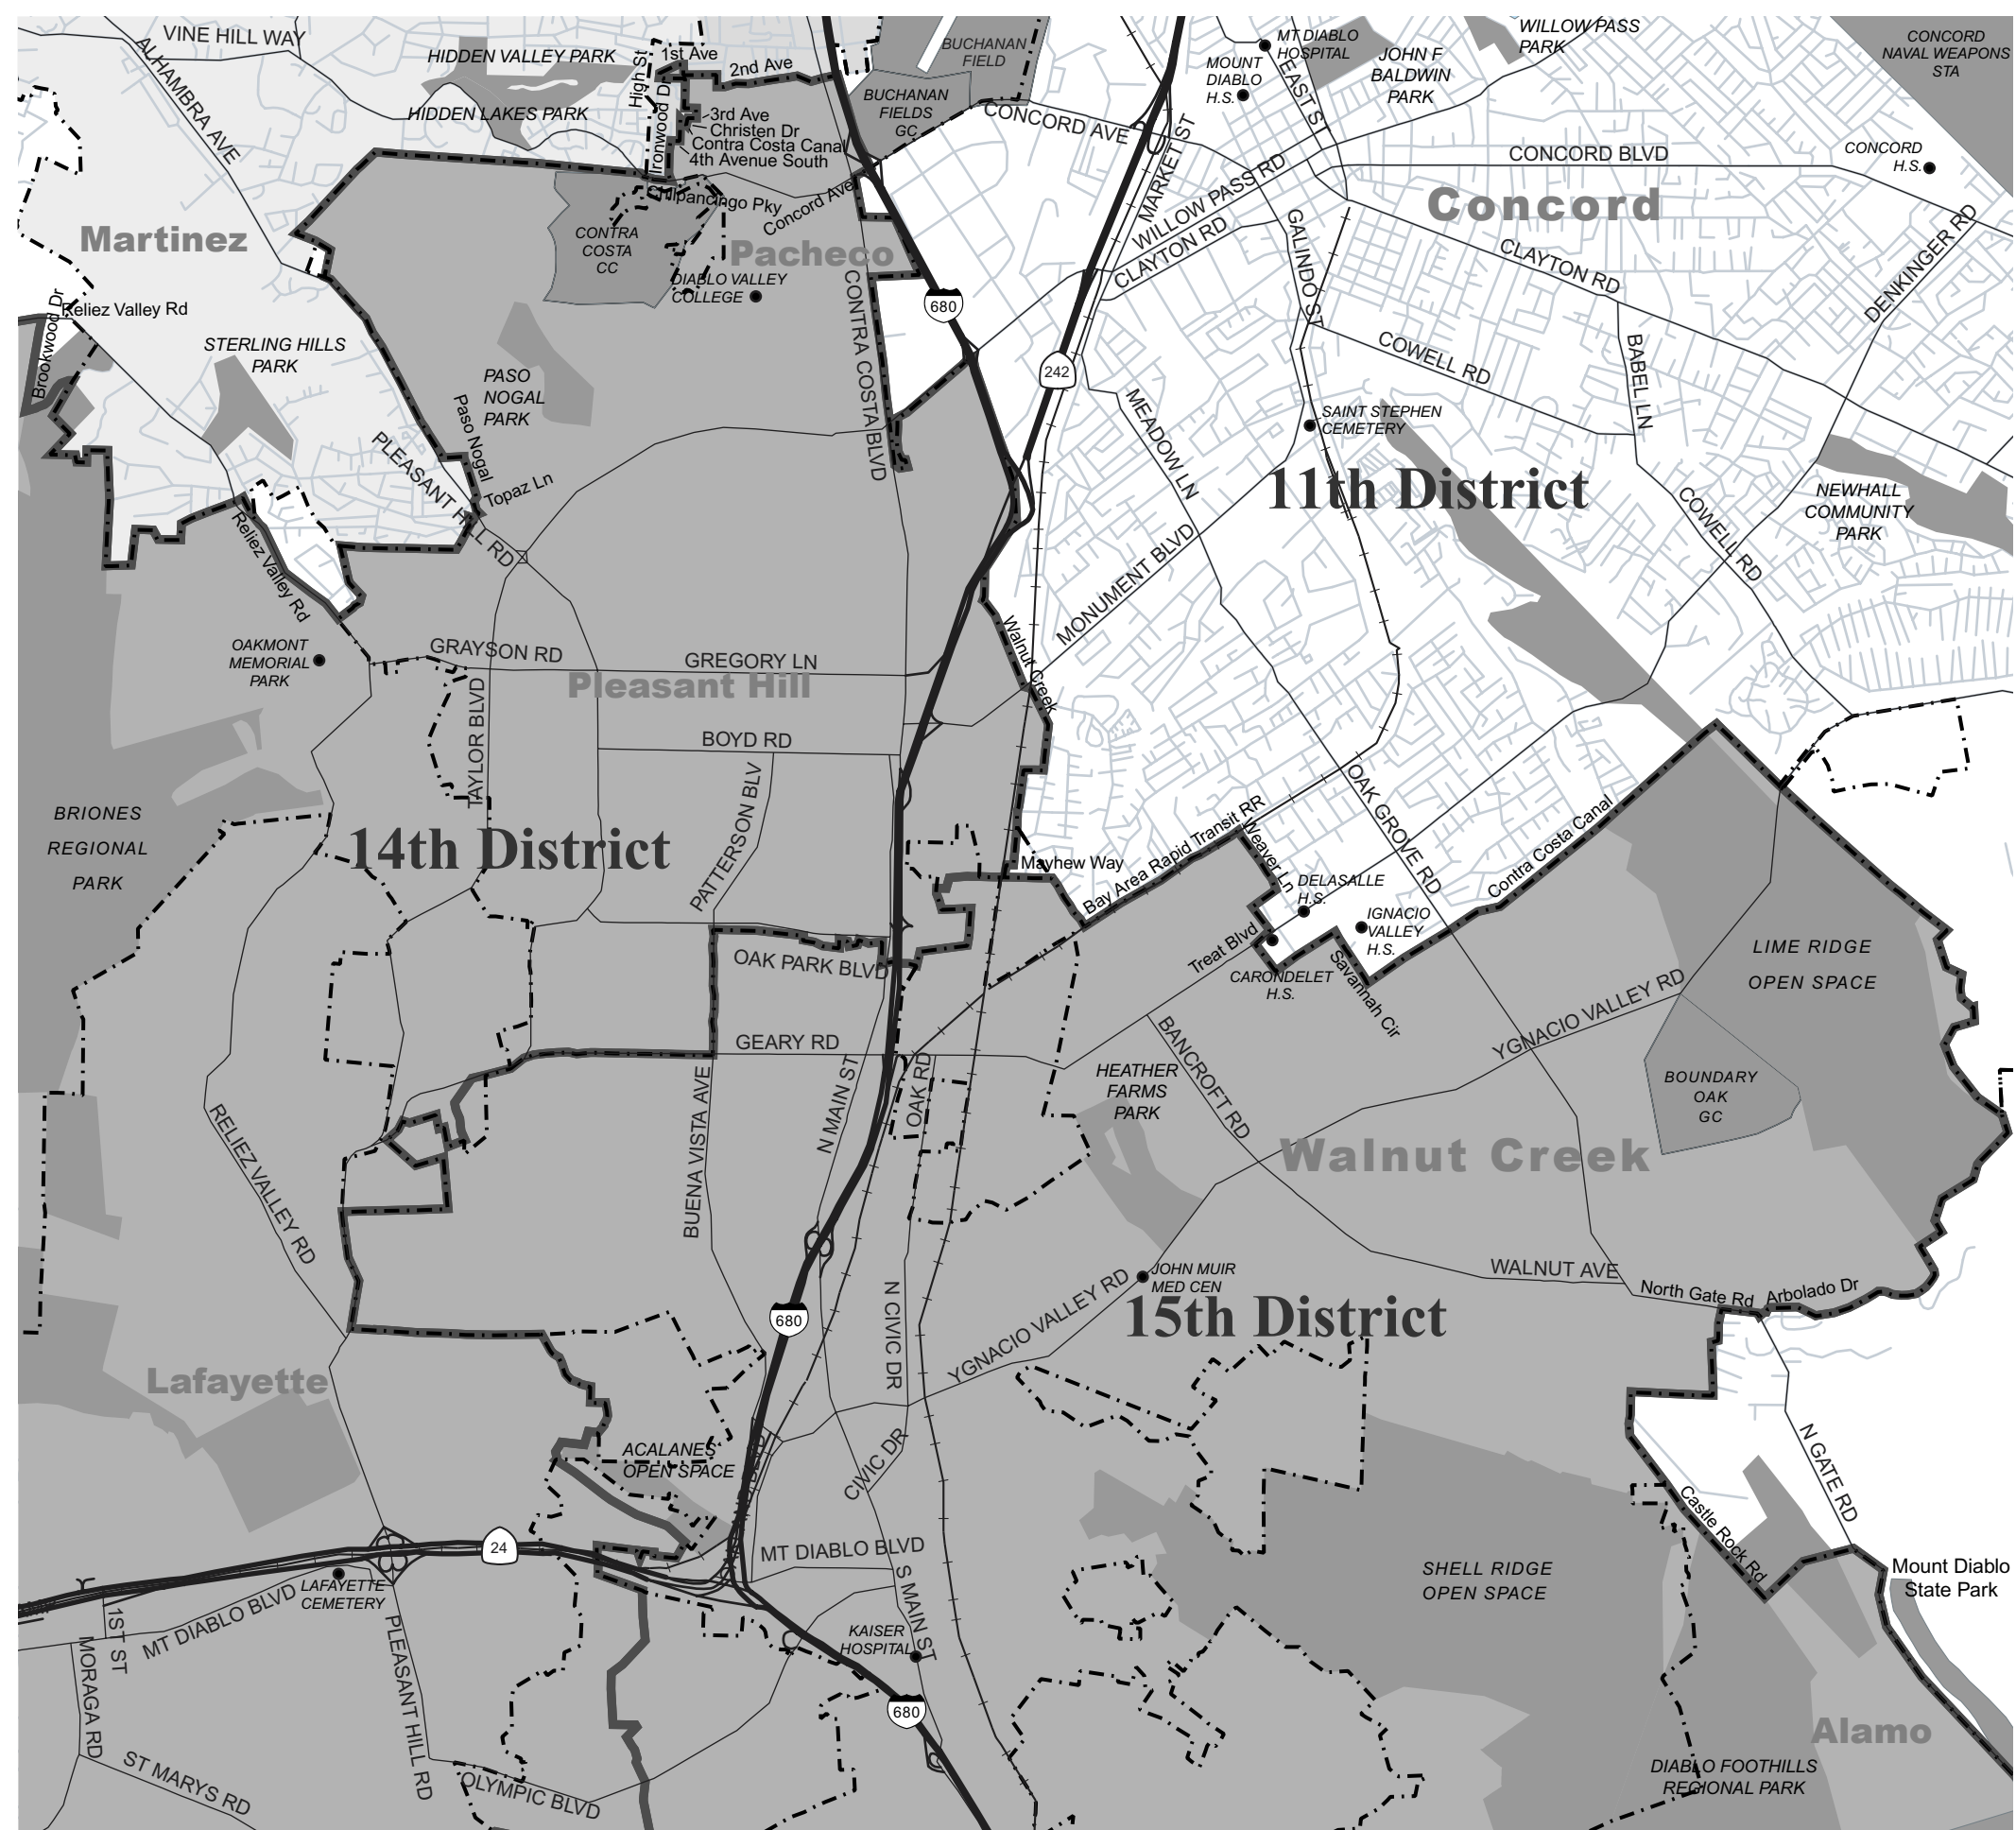 VINE HILL WAY
ALHAMBRA AVE
HIDDEN VALLEY PARK
HIDDEN LAKES PARK
High St
1st Ave
2nd Ave
Ironwood Dr
3rd Ave
Christen Dr
Contra Costa Canal
4th Avenue South
Chilpancingo Pky
Concord Ave
BUCHANAN
FIELD
BUCHANAN
FIELDS
GC
CONCORD AVE
MT DIABLO
HOSPITAL
MOUNT
DIABLO
H.S.
EAST ST
JOHN F
BALDWIN
PARK
WILLOW PASS
PARK
CONCORD
NAVAL WEAPONS
STA
CONCORD
H.S.
CONCORD BLVD
MARKET ST
WILLOW PASS RD
CLAYTON RD
Concord
CLAYTON RD
DENKINGER RD
GALINDO ST
Martinez
CONTRA
COSTA
CC
Pacheco
DIABLO VALLEY
COLLEGE
680
CONTRA COSTA BLVD
Reliez Valley Rd
Brookwood Dr
STERLING HILLS
PARK
PASO
NOGAL
PARK
Paso Nogal
Topaz Ln
PLEASANT HILL RD
242
COWELL RD
BABEL LN
MEADOW LN
SAINT STEPHEN
CEMETERY
11th District
NEWHALL
COMMUNITY
PARK
COWELL RD
MONUMENT BLVD
Reliez Valley Rd
OAKMONT
MEMORIAL
PARK
GRAYSON RD
GREGORY LN
Pleasant Hill
Walnut Creek
TAYLOR BLVD
BOYD RD
PATTERSON BLV
BRIONES
REGIONAL
PARK
14th District
Mayhew Way
Bay Area Rapid Transit RR
Weaver Ln
OAK GROVE RD
Contra Costa Canal
DELASALLE
H.S.
IGNACIO
VALLEY
H.S.
Treat Blvd
CARONDELET
H.S.
Savannah Cir
LIME RIDGE
OPEN SPACE
OAK PARK BLVD
GEARY RD
YGNACIO VALLEY RD
BANCROFT RD
HEATHER
FARMS
PARK
BOUNDARY
OAK
GC
N MAIN ST
OAK RD
BUENA VISTA AVE
RELIEZ VALLEY RD
Walnut Creek
WALNUT AVE
North Gate Rd
Arbolado Dr
JOHN MUIR
MED CEN
15th District
YGNACIO VALLEY RD
N CIVIC DR
680
Lafayette
ACALANES
OPEN SPACE
CIVIC DR
N GATE RD
Castle Rock Rd
24
MT DIABLO BLVD
LAFAYETTE
CEMETERY
SHELL RIDGE
OPEN SPACE
Mount Diablo
State Park
1ST ST
MT DIABLO BLVD
MORAGA RD
PLEASANT HILL RD
S MAIN ST
KAISER
HOSPITAL
680
ST MARYS RD
OLYMPIC BLVD
Alamo
DIABLO FOOTHILLS
REGIONAL PARK